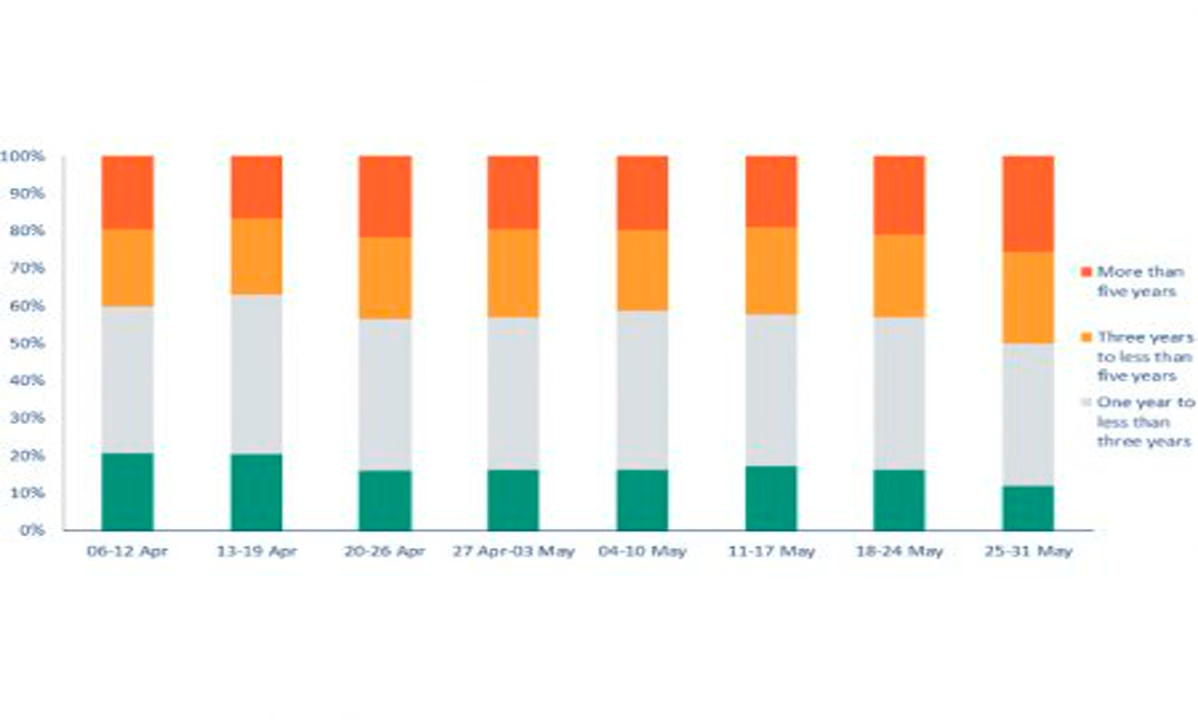 100%
90%
80%
70%
60%
50%
40%
30%
20%
10%
0%
06-12 Apr
13-19 Apr
20-26 Apr
27 Apr-03 May
04-10 May
11-17 May
18-24 May
25-31 May
More than
five years
Three years
to less than
five years
One year to
less than
three years